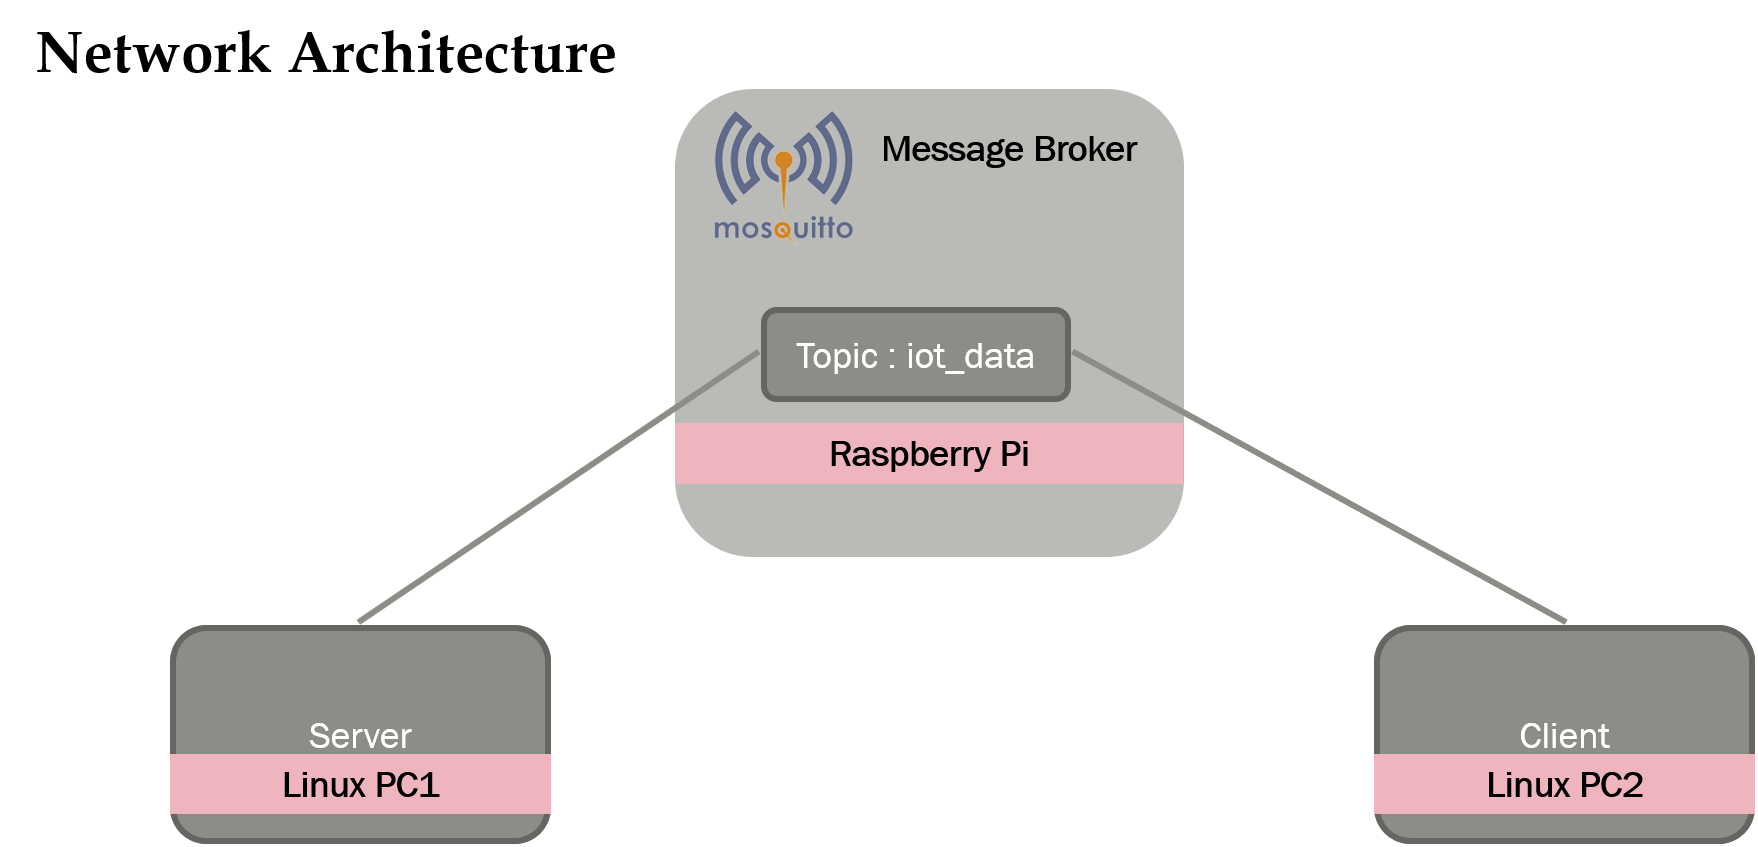 Network Architecture
Message Broker
mosquitto
Topic : iot_data
Raspberry Pi
Server
Linux PC1
Client
Linux PC2